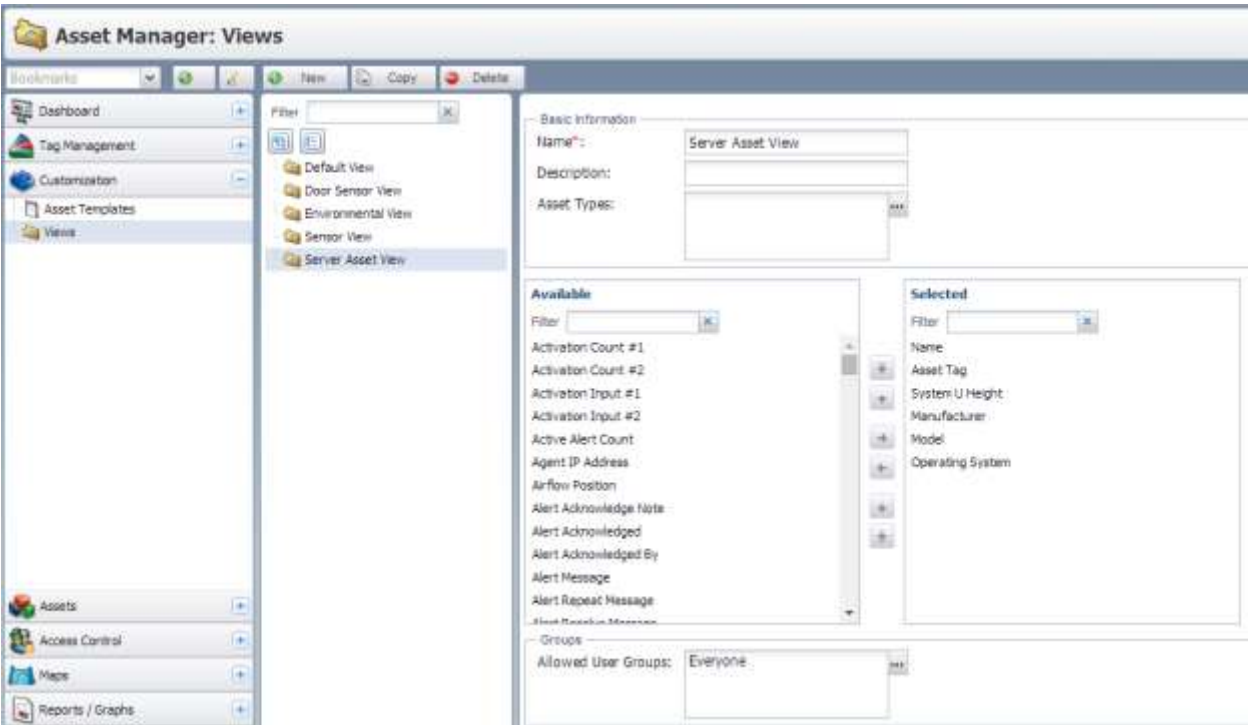 Asset Manager: Views
Bookmarks
New
Copy
Delete
Dashboard
Tag Management
Customization
Asset Templates
Views
Assets
Access Control
Maps
Reports / Graphs
Filter
Default View
Door Sensor View
Environmental View
Sensor View
Server Asset View
Basic Information
Name*: Server Asset View
Description:
Asset Types:
Available
Filter
Activation Count #1
Activation Count #2
Activation Input #1
Activation Input #2
Active Alert Count
Agent IP Address
Airflow Position
Alert Acknowledge Note
Alert Acknowledged
Alert Acknowledged By
Alert Message
Alert Repeat Message
Alert Resolve Message
Selected
Filter
Name
Asset Tag
System U Height
Manufacturer
Model
Operating System
Groups
Allowed User Groups: Everyone